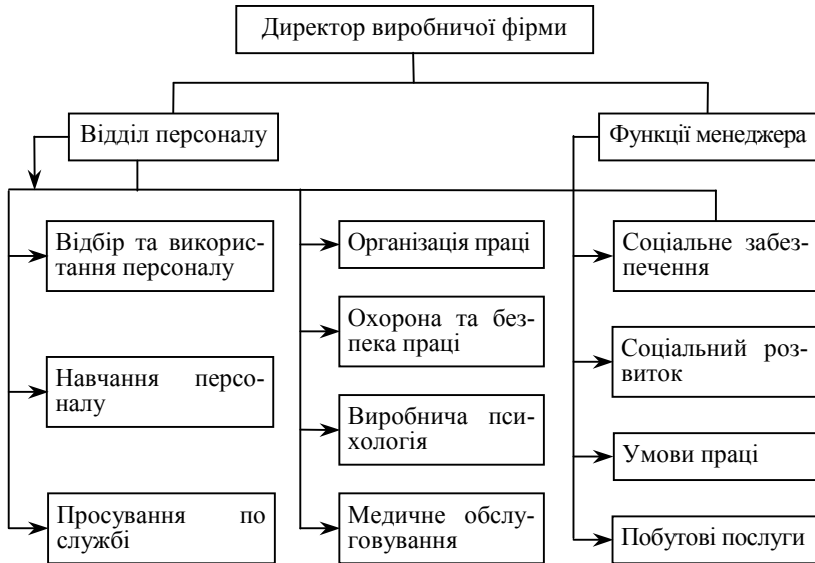 Директор виробничої фірми
Відділ персоналу
Функції менеджера
Відбір та викорис-
тання персоналу
Навчання персо-
налу
Просування по
службі
Організація праці
Охорона та без-
пека праці
Виробнича пси-
хологія
Медичне обслу-
говування
Соціальне забез-
печення
Соціальний роз-
виток
Умови праці
Побутові послуги